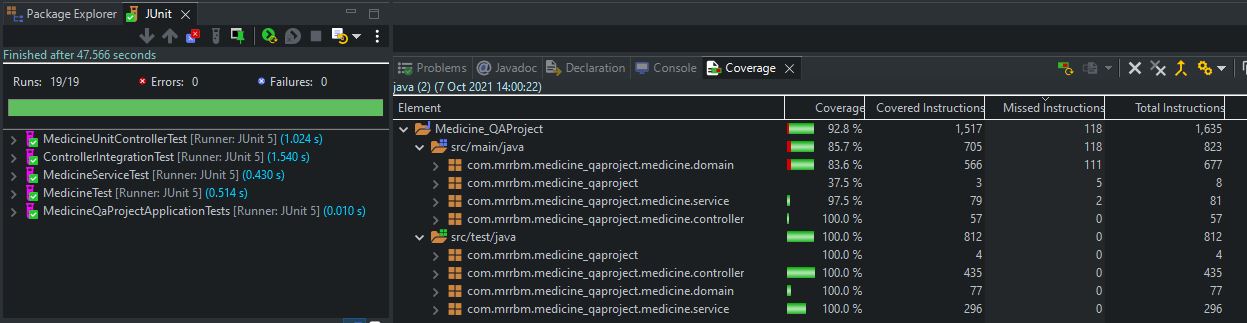 Package Explorer JUnit
Finished after 47.566 seconds
Runs: 19/19 Errors: 0 Failures: 0
MedicineUnitControllerTest [Runner: JUnit 5] (1.024 s)
ControllerIntegrationTest [Runner: JUnit 5] (1.540 s)
MedicineServiceTest [Runner: JUnit 5] (0.430 s)
MedicineTest [Runner: JUnit 5] (0.514 s)
MedicineQaProjectApplicationTests [Runner: JUnit 5] (0.010 s)
Problems Javadoc Declaration Console Coverage
java (2) (7 Oct 2021 14:00:22)
Element Coverage Covered Instructions Missed Instructions Total Instructions
Medicine_QAProject 92.8 % 1,517 118 1,635
src/main/java 85.7 % 705 118 823
com.mrrbm.medicine_qaproject.medicine.domain 83.6 % 566 111 677
com.mrrbm.medicine_qaproject 37.5 % 3 5 8
com.mrrbm.medicine_qaproject.medicine.service 97.5 % 79 2 81
com.mrrbm.medicine_qaproject.medicine.controller 100.0 % 57 0 57
src/test/java 100.0 % 812 0 812
com.mrrbm.medicine_qaproject 100.0 % 4 0 4
com.mrrbm.medicine_qaproject.medicine.controller 100.0 % 435 0 435
com.mrrbm.medicine_qaproject.medicine.domain 100.0 % 77 0 77
com.mrrbm.medicine_qaproject.medicine.service 100.0 % 296 0 296